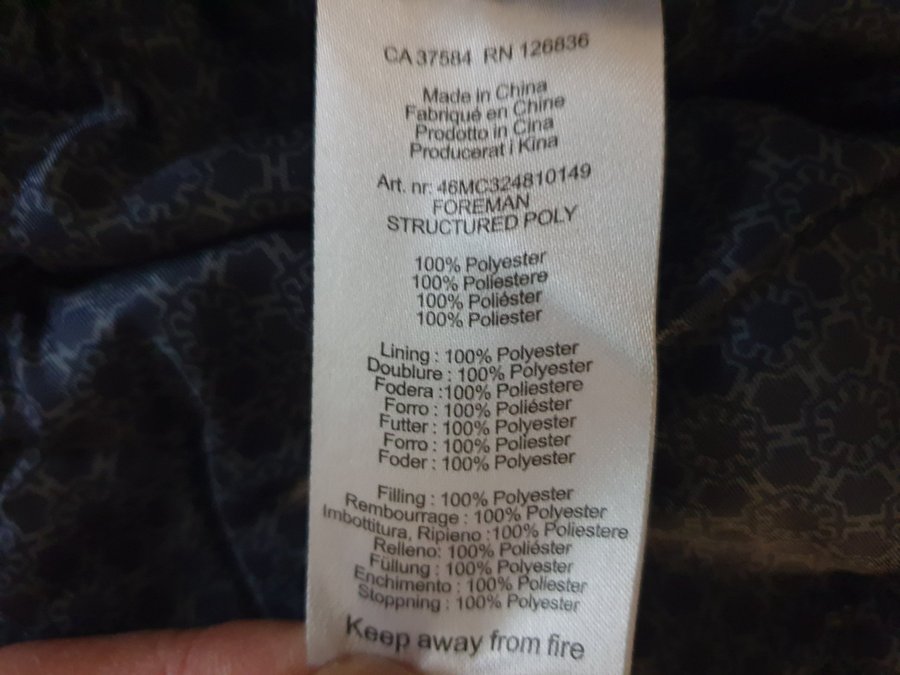 CA 37584 RN 126836
Made in China
Fabriqué en Chine
Prodotto in Cina
Producerat i Kina
Art. nr: 46MC324810149
FOREMAN
STRUCTURED POLY
100% Polyester
100% Poliestere
100% Poliéster
100% Poliester
Lining : 100% Polyester
Doublure : 100% Polyester
Fodera :100% Poliestere
Forro : 100% Poliéster
Futter : 100% Polyester
Forro : 100% Poliester
Foder : 100% Polyester
Filling : 100% Polyester
Rembourrage : 100% Polyester
Imbottitura, Ripieno :100% Poliestere
Relleno: 100% Poliéster
Füllung : 100% Polyester
Enchimento : 100% Poliester
Stoppning : 100% Polyester
Keep away from fire